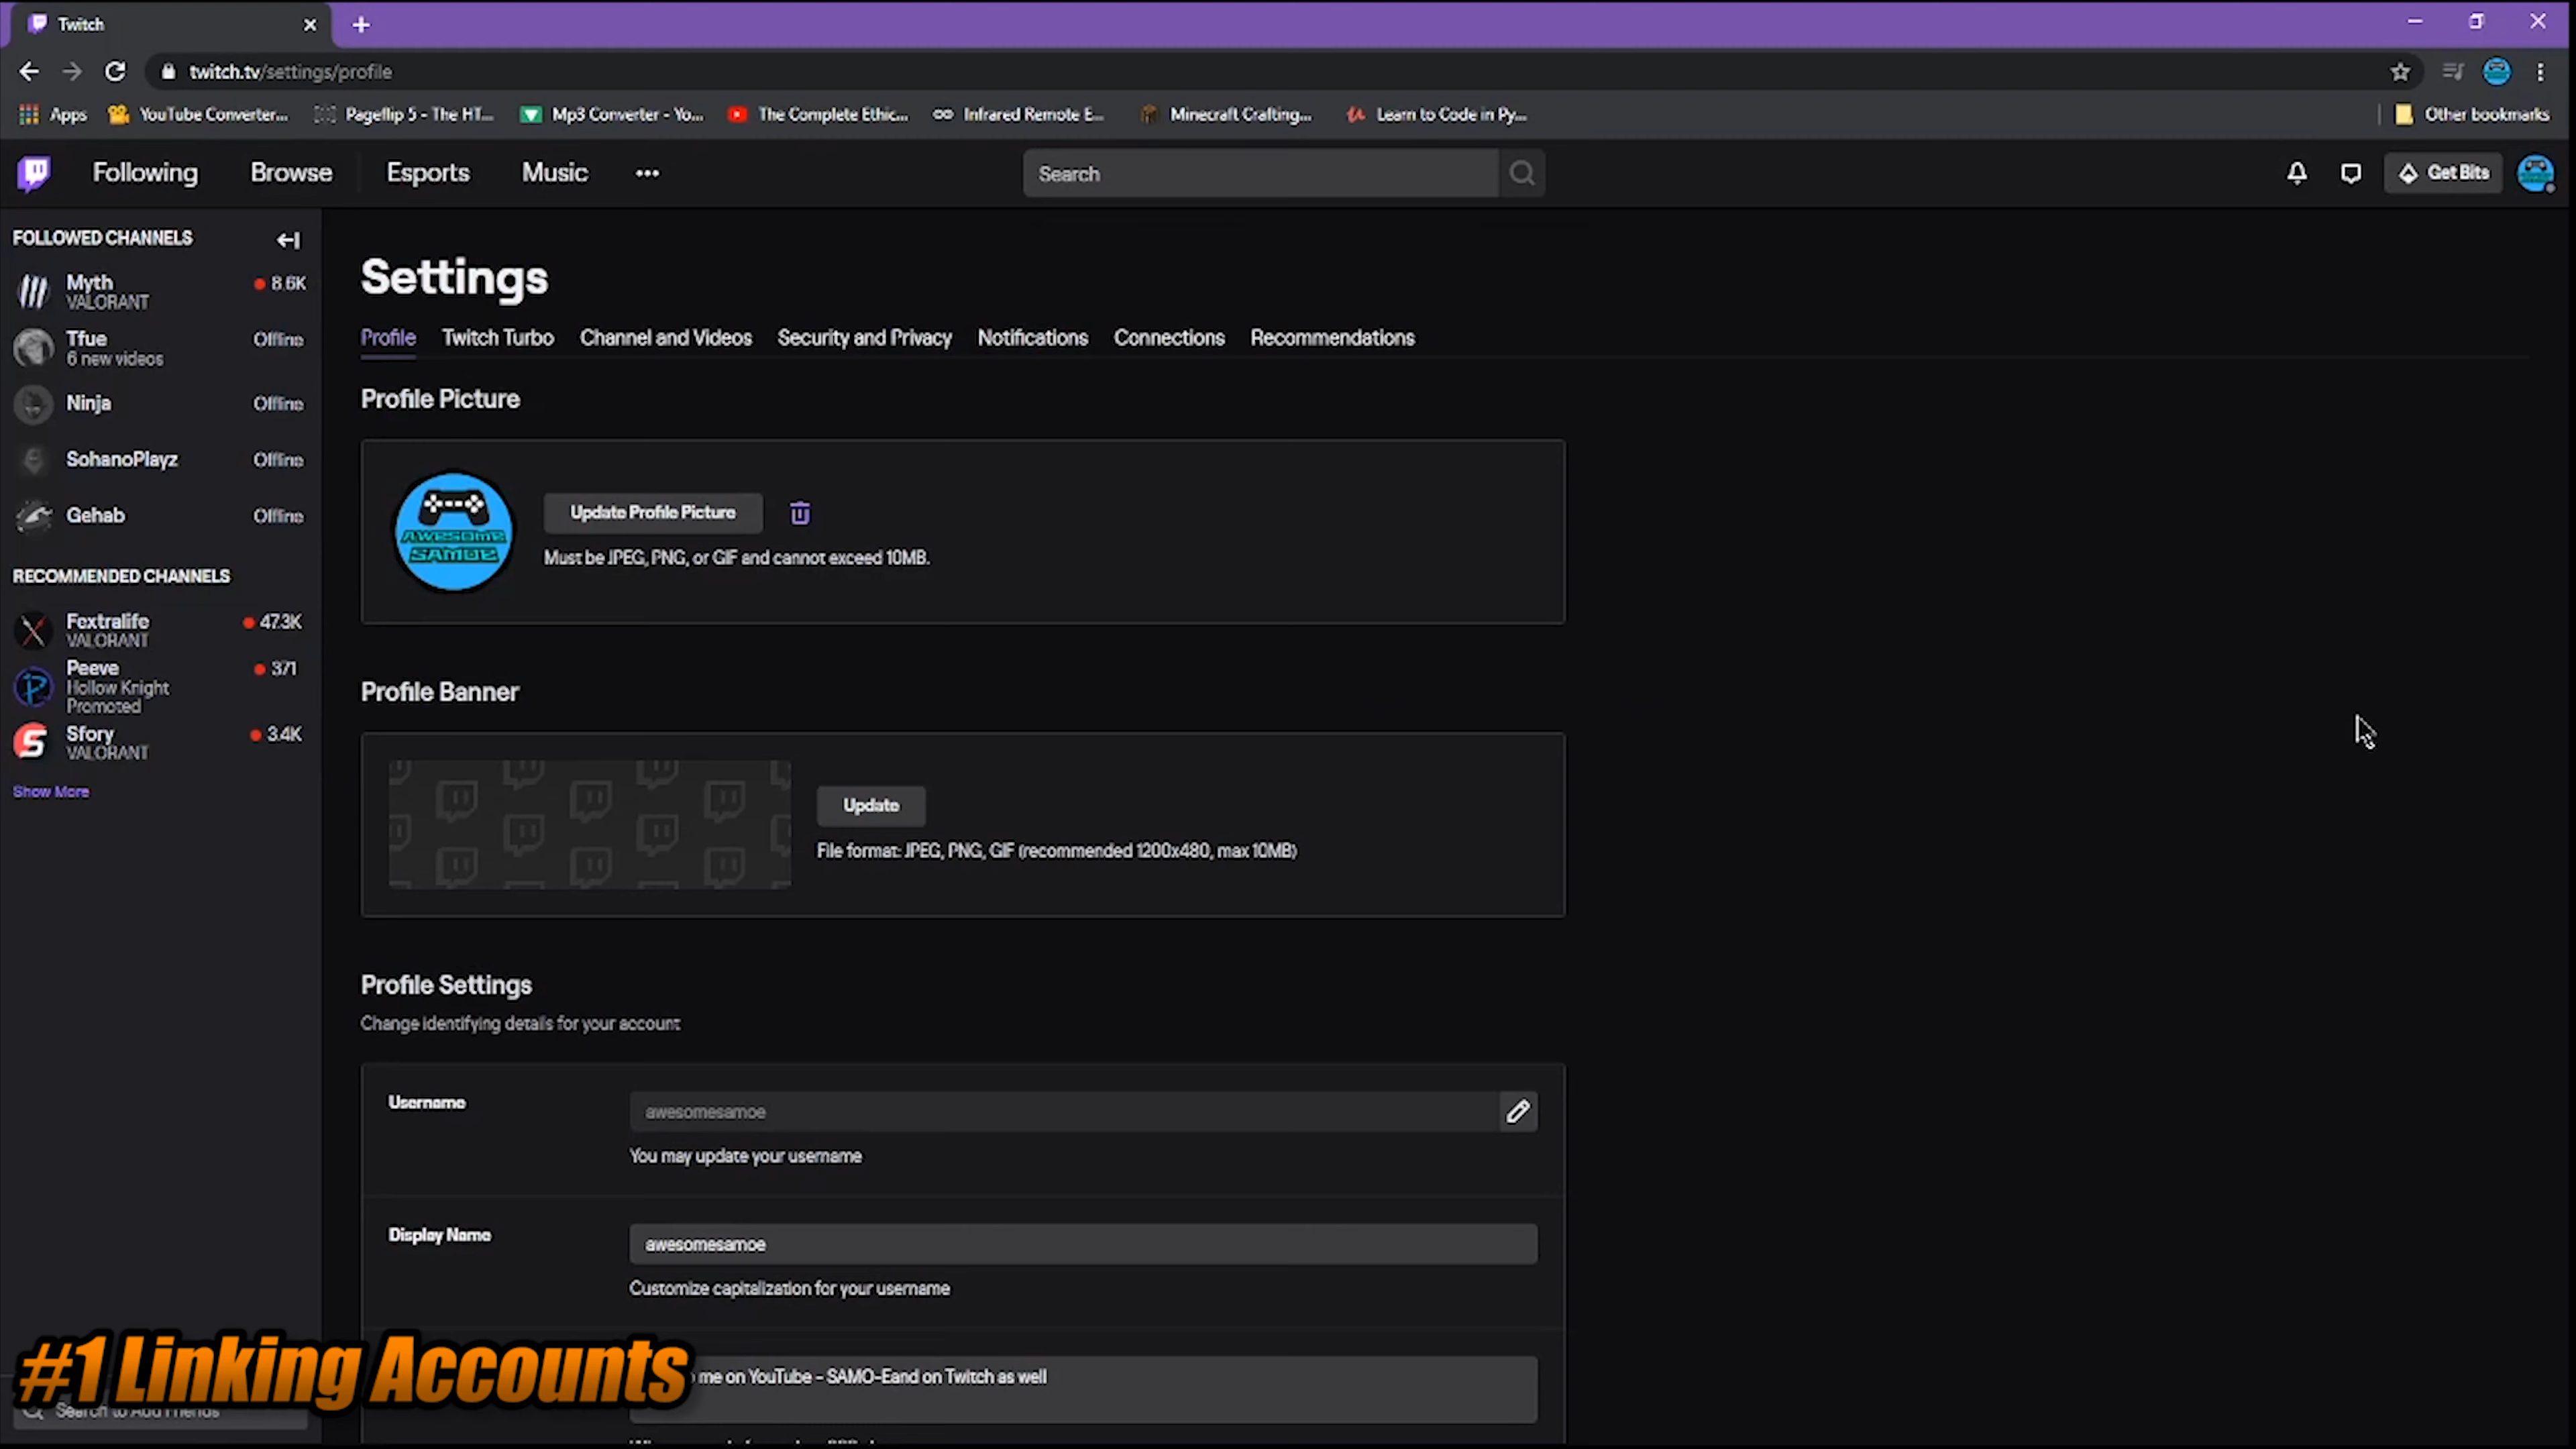 Twitch
twitch.tv/settings/profile
Apps YouTube Converter... Pageflip 5 - The HT... Mp3 Converter - Yo... The Complete Ethic... Infrared Remote E... Minecraft Crafting... Learn to Code in Py... Other bookmarks
Following Browse Esports Music Search Get Bits
FOLLOWED CHANNELS
Myth 8.6K
VALORANT
Tfue Offline
6 new videos
Ninja Offline
SohanoPlayz Offline
Gehab Offline
RECOMMENDED CHANNELS
Fextralife 47.3K
VALORANT
Peeve 371
Hollow Knight
Promoted
Sfory 3.4K
VALORANT
Show More
Settings
Profile Twitch Turbo Channel and Videos Security and Privacy Notifications Connections Recommendations
Profile Picture
AWESOME
SAMOE
Update Profile Picture
Must be JPEG, PNG, or GIF and cannot exceed 10MB.
Profile Banner
Update
File format: JPEG, PNG, GIF (recommended 1200x480, max 10MB)
Profile Settings
Change identifying details for your account
Username awesomesamoe
You may update your username
Display Name awesomesamoe
Customize capitalization for your username
me on YouTube - SAMO-Eand on Twitch as well
#1 Linking Accounts
Search to Add Friends